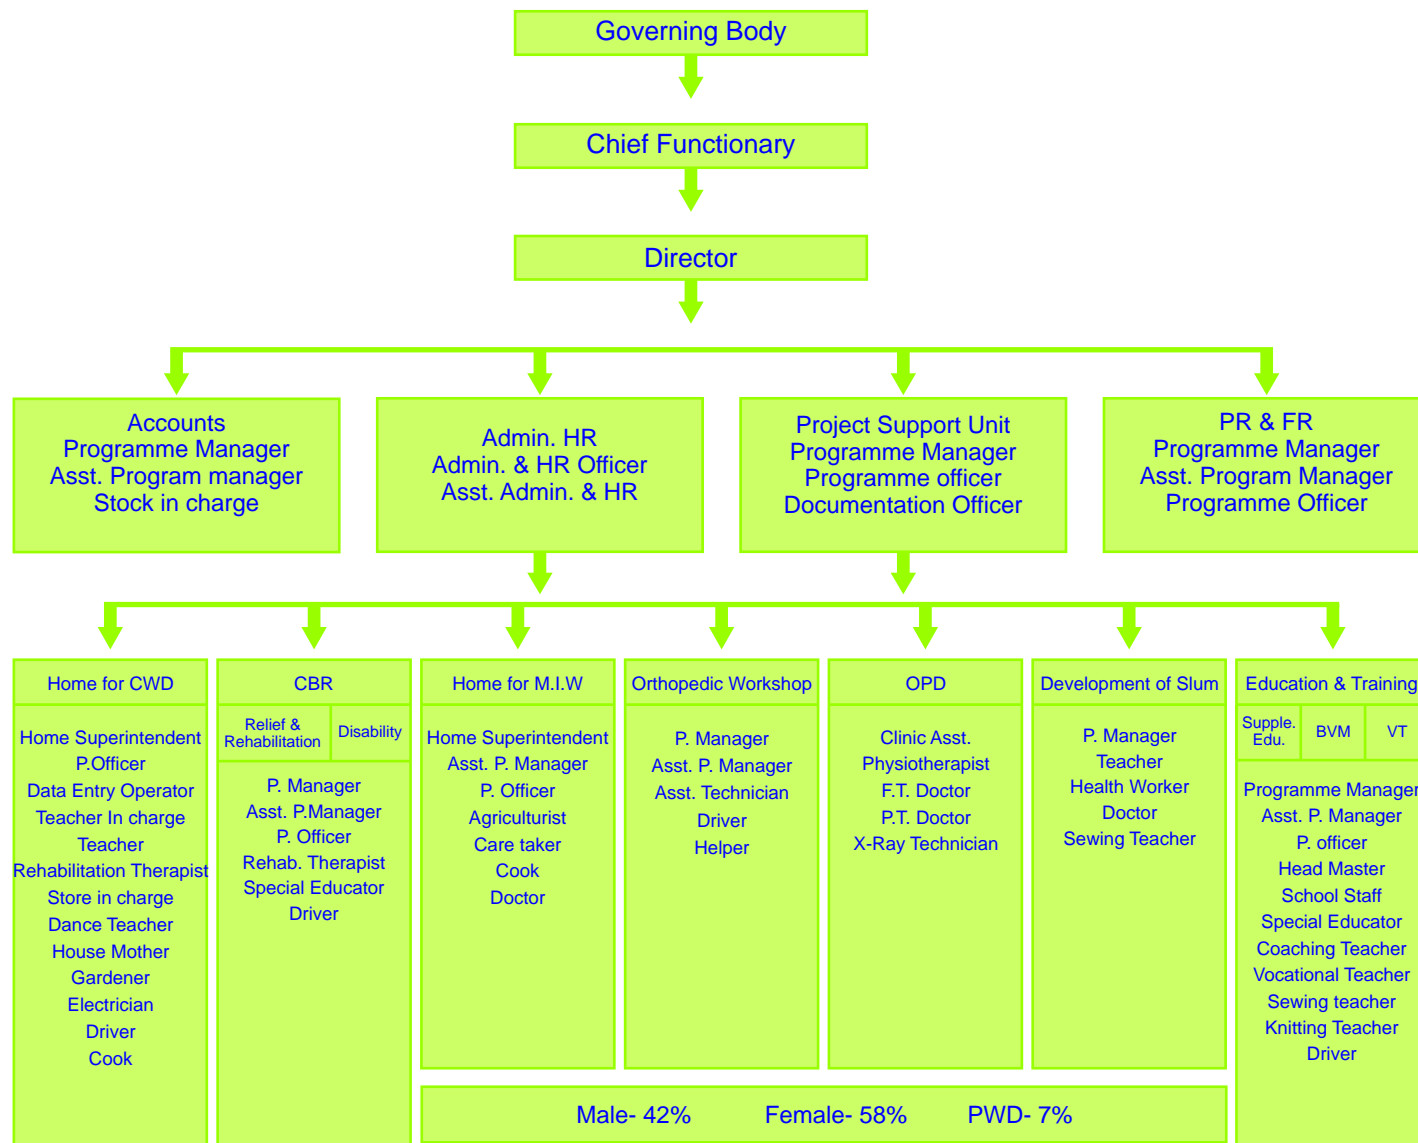 Governing Body
Chief Functionary
Director
Accounts
Programme Manager
Asst. Program manager
Stock in charge
Admin. HR
Admin. & HR Officer
Asst. Admin. & HR
Project Support Unit
Programme Manager
Programme officer
Documentation Officer
PR & FR
Programme Manager
Asst. Program Manager
Programme Officer
Home for CWD
Home Superintendent
P.Officer
Data Entry Operator
Teacher In charge
Teacher
Rehabilitation Therapist
Store in charge
Dance Teacher
House Mother
Gardener
Electrician
Driver
Cook
CBR
Relief &
Rehabilitation
Disability
P. Manager
Asst. P.Manager
P. Officer
Rehab. Therapist
Special Educator
Driver
Home for M.I.W
Home Superintendent
Asst. P. Manager
P. Officer
Agriculturist
Care taker
Cook
Doctor
Orthopedic Workshop
P. Manager
Asst. P. Manager
Asst. Technician
Driver
Helper
OPD
Clinic Asst.
Physiotherapist
F.T. Doctor
P.T. Doctor
X-Ray Technician
Development of Slum
P. Manager
Teacher
Health Worker
Doctor
Sewing Teacher
Education & Training
Supple.
Edu.
BVM
VT
Programme Manager
Asst. P. Manager
P. officer
Head Master
School Staff
Special Educator
Coaching Teacher
Vocational Teacher
Sewing teacher
Knitting Teacher
Driver
Male- 42% Female- 58% PWD- 7%